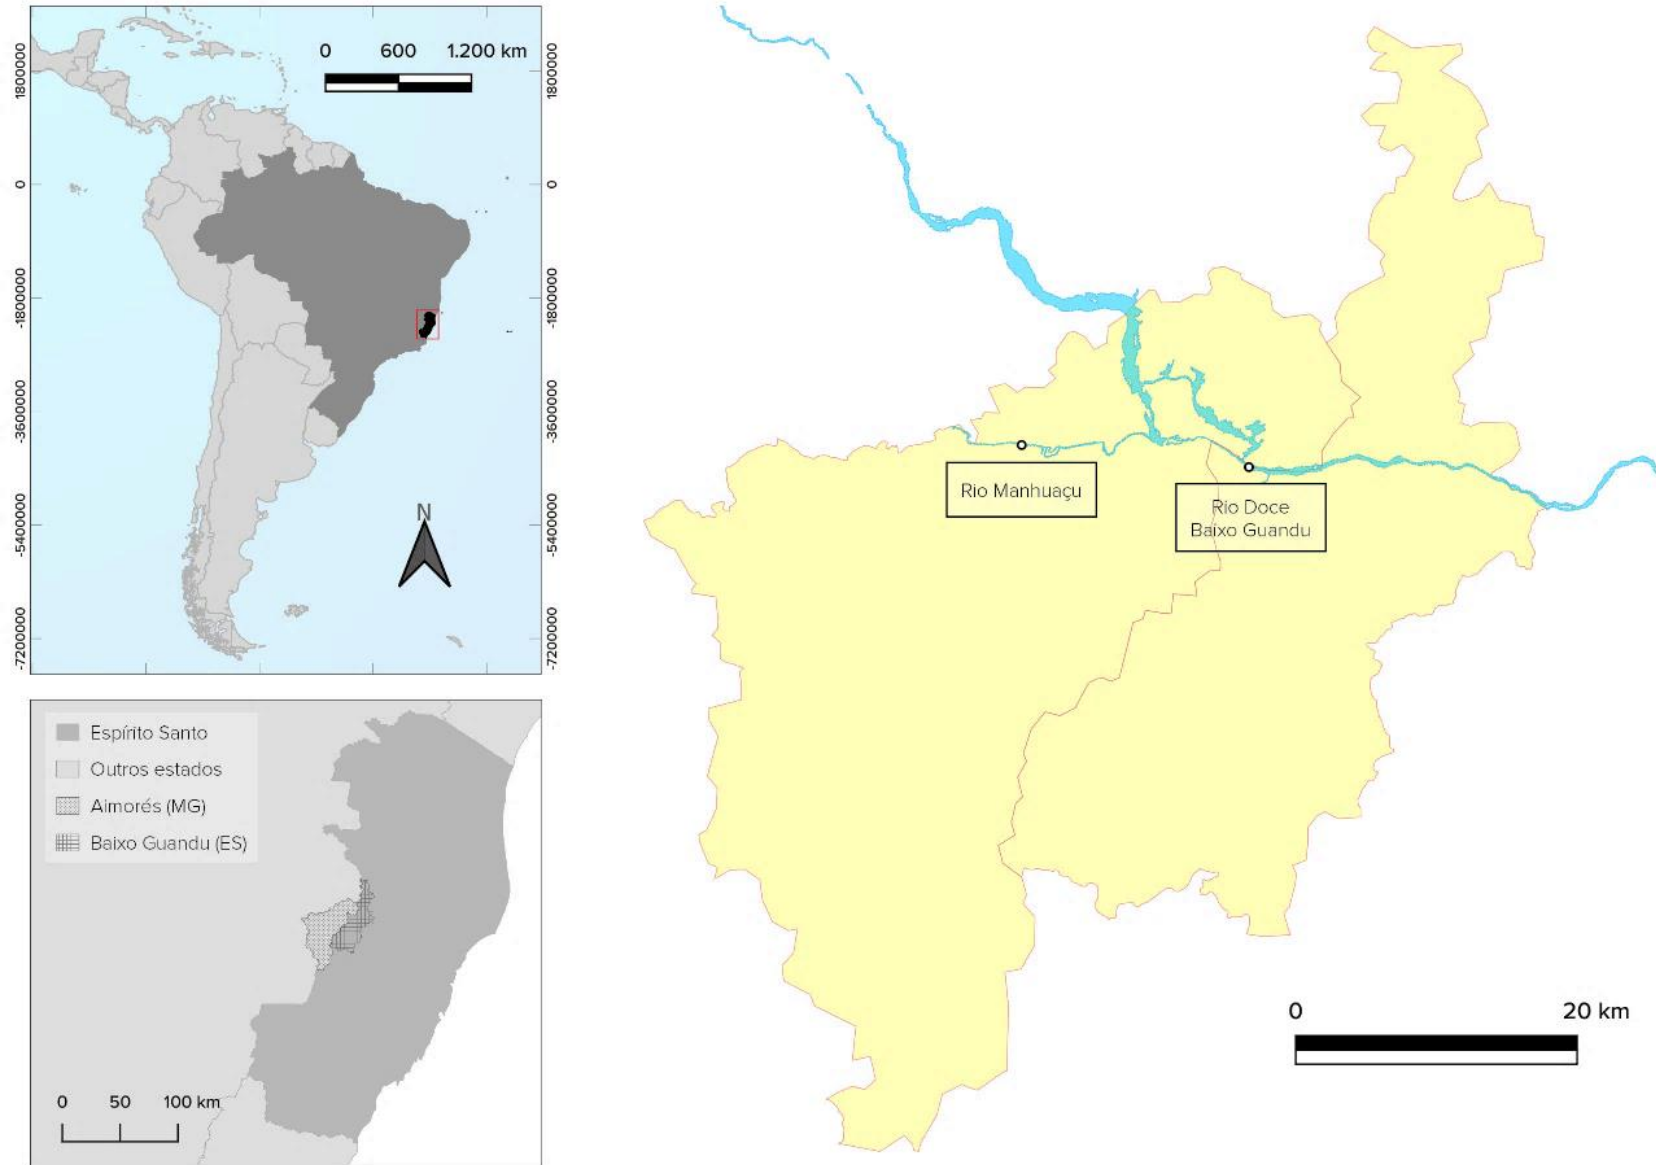 0 600 1.200 km
1800000
0
-1800000
-3600000
-5400000
-7200000
1800000
0
-1800000
-3600000
-5400000
-7200000
N
Espírito Santo
Outros estados
Aimorés (MG)
Baixo Guandu (ES)
0 50 100 km
Rio Manhuaçu
Rio Doce
Baixo Guandu
0 20 km